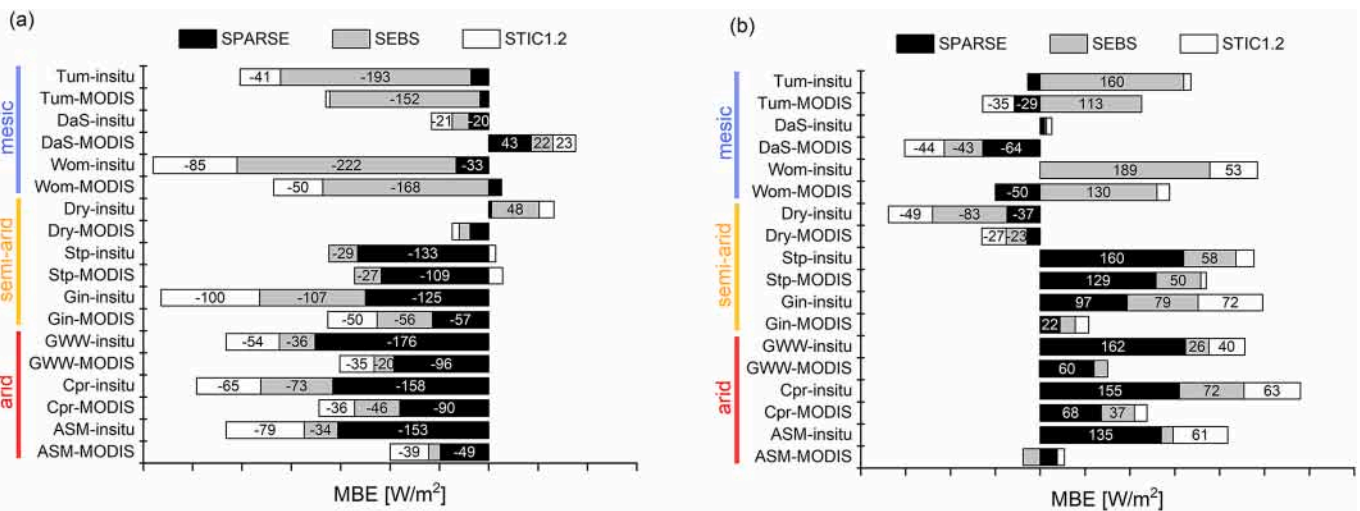 (a)
SPARSE SEBS STIC1.2
mesic
semi-arid
arid
Tum-insitu -41 -193
Tum-MODIS -152
DaS-insitu -21 -20
DaS-MODIS 43 22 23
Wom-insitu -85 -222 -33
Wom-MODIS -50 -168
Dry-insitu 48
Dry-MODIS
Stp-insitu -29 -133
Stp-MODIS -27 -109
Gin-insitu -100 -107 -125
Gin-MODIS -50 -56 -57
GWW-insitu -54 -36 -176
GWW-MODIS -35 -20 -96
Cpr-insitu -65 -73 -158
Cpr-MODIS -36 -46 -90
ASM-insitu -79 -34 -153
ASM-MODIS -39 -49
MBE [W/m²]
(b)
SPARSE SEBS STIC1.2
mesic
semi-arid
arid
Tum-insitu 160
Tum-MODIS -35 -29 113
DaS-insitu
DaS-MODIS -44 -43 -64
Wom-insitu 189 53
Wom-MODIS -50 130
Dry-insitu -49 -83 -37
Dry-MODIS -27 -23
Stp-insitu 160 58
Stp-MODIS 129 50
Gin-insitu 97 79 72
Gin-MODIS 22
GWW-insitu 162 26 40
GWW-MODIS 60
Cpr-insitu 155 72 63
Cpr-MODIS 68 37
ASM-insitu 135 61
ASM-MODIS
MBE [W/m²]